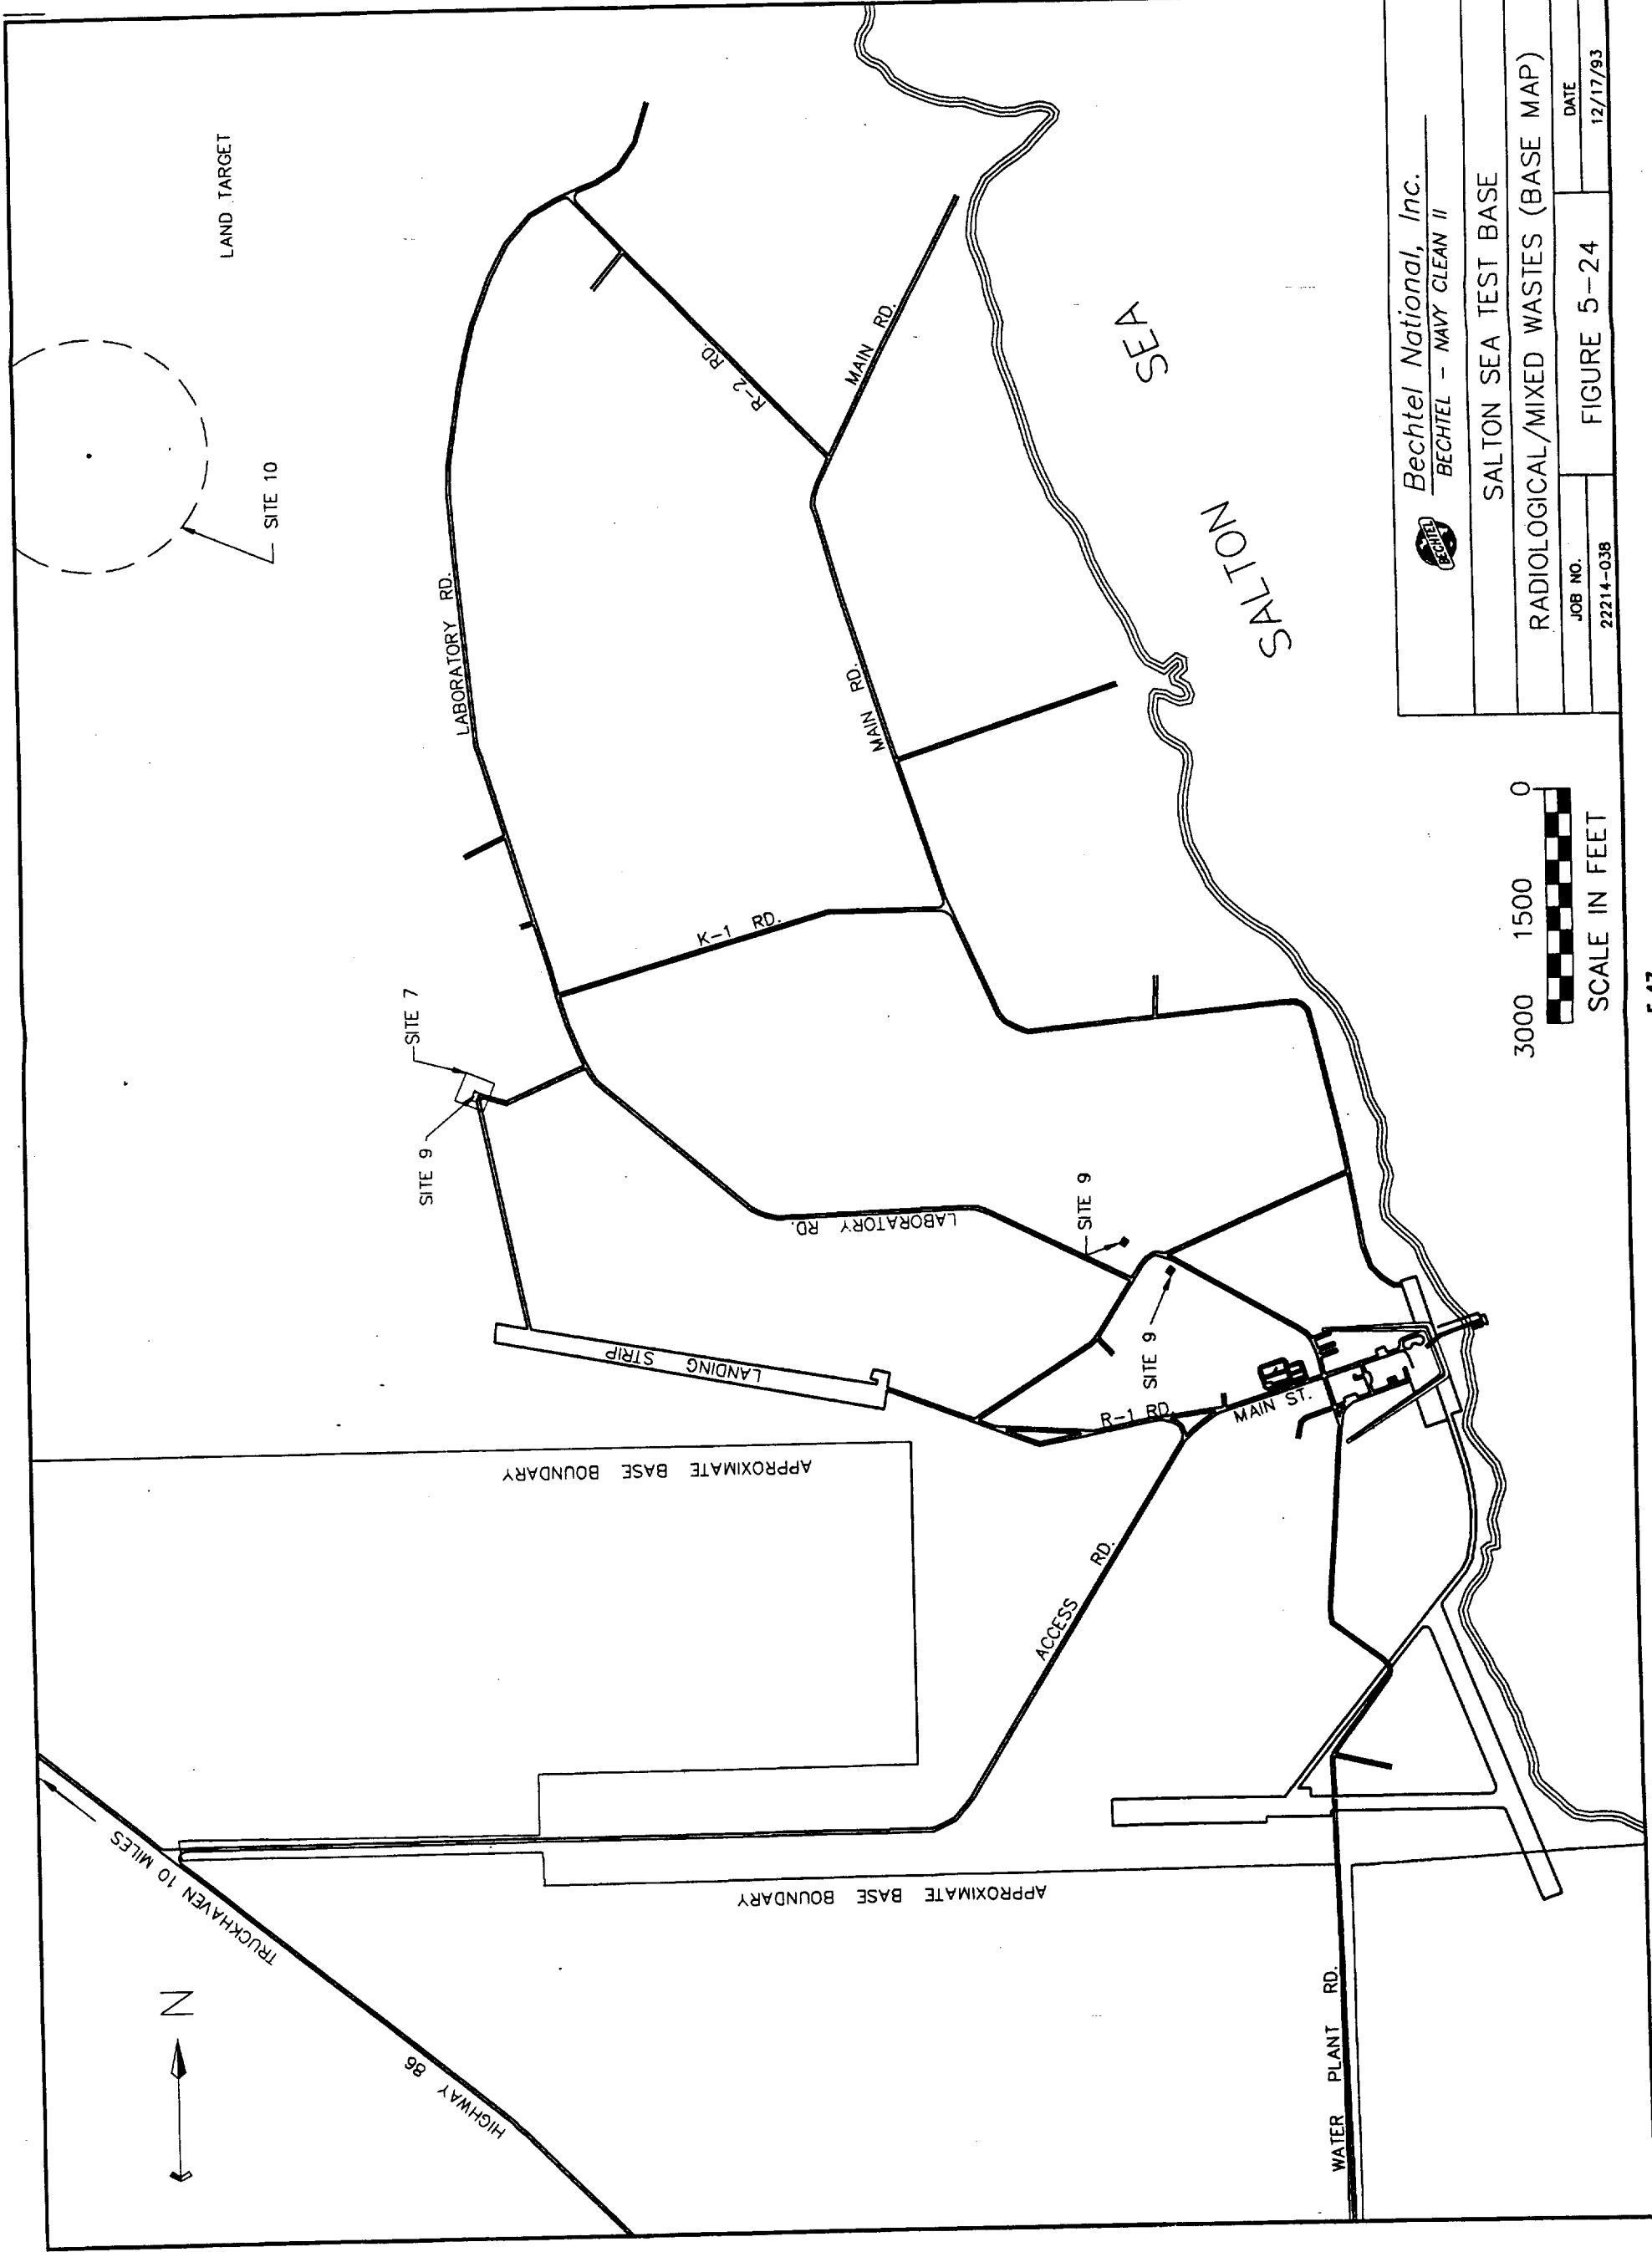 LAND TARGET
SITE 10
LABORATORY RD.
R-2 RD.
MAIN RD.
MAIN RD.
K-1 RD.
SITE 7
SITE 9
LABORATORY RD.
SITE 9
SITE 9
LANDING STRIP
R-1 RD.
MAIN ST.
ACCESS RD.
APPROXIMATE BASE BOUNDARY
APPROXIMATE BASE BOUNDARY
TRUCKHAVEN 10 MILES
HIGHWAY 86
N
WATER PLANT RD.
SALTON SEA
3000 1500 0
SCALE IN FEET
BECHTEL
Bechtel National, Inc.
BECHTEL - NAVY CLEAN II
SALTON SEA TEST BASE
RADIOLOGICAL/MIXED WASTES (BASE MAP)
JOB NO.
22214-038
FIGURE 5-24
DATE
12/17/93